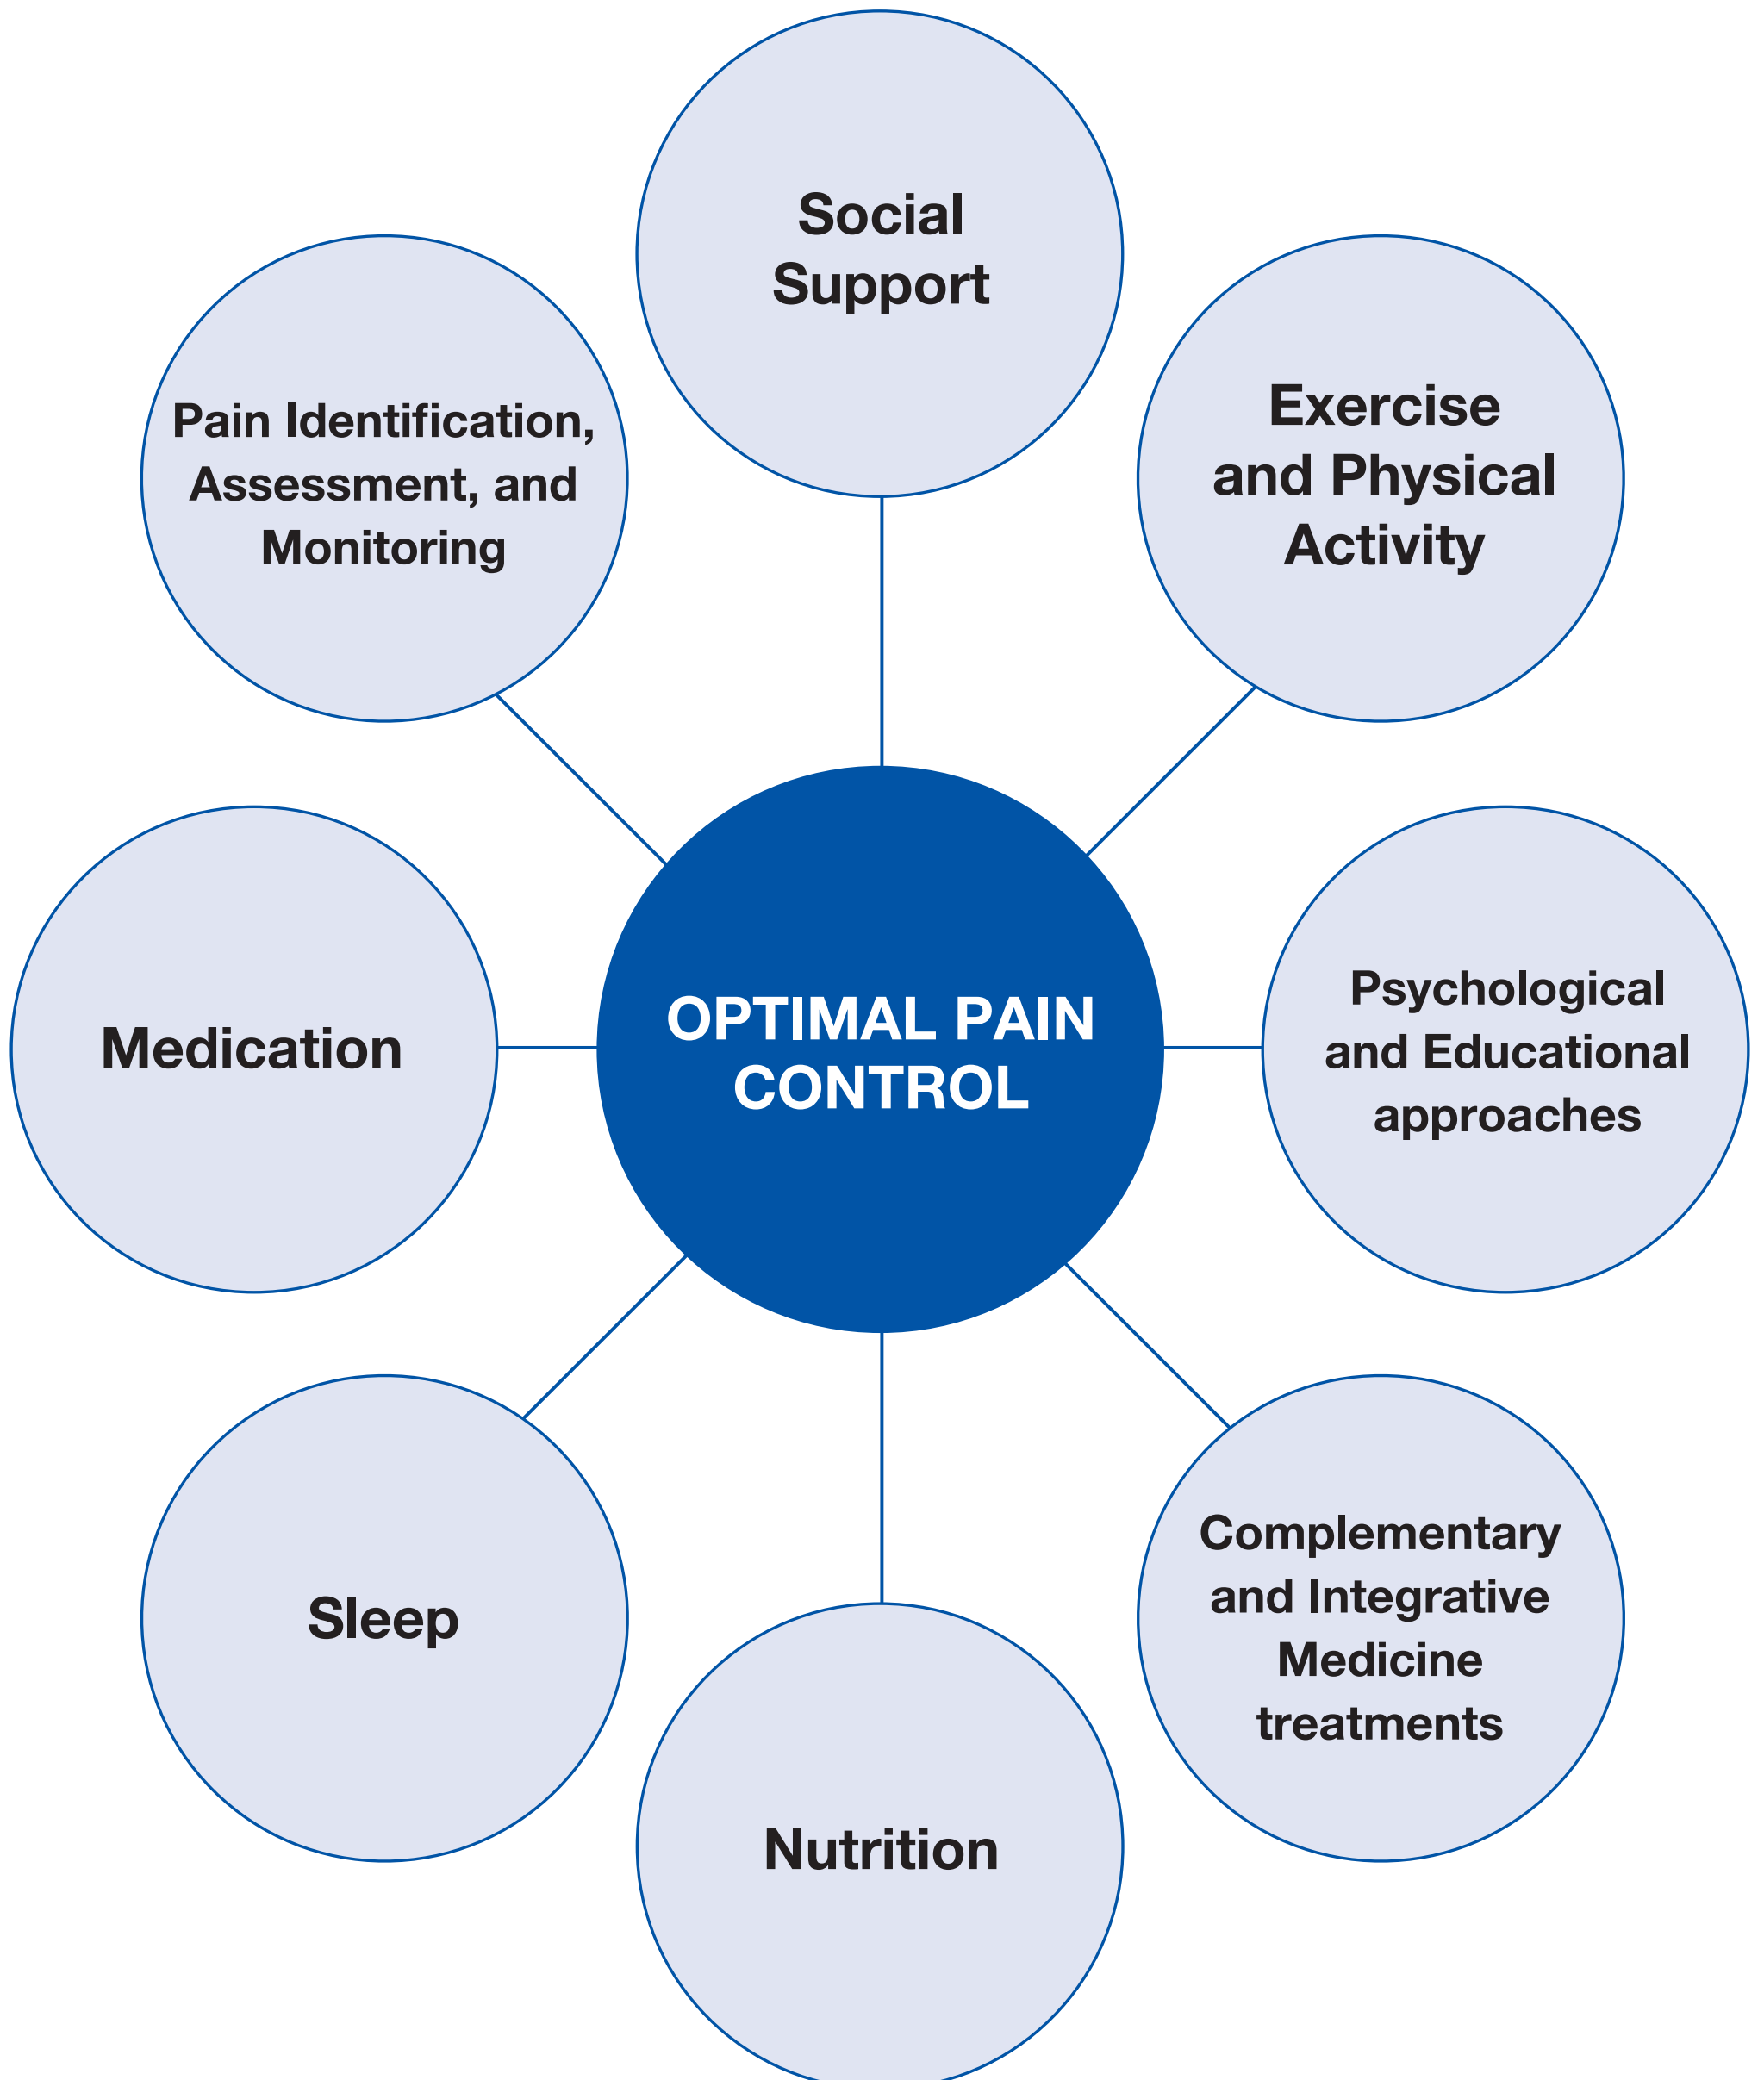 Social
Support
Pain Identification,
Assessment, and
Monitoring
Exercise
and Physical
Activity
Medication
OPTIMAL PAIN
CONTROL
Psychological
and Educational
approaches
Sleep
Complementary
and Integrative
Medicine
treatments
Nutrition